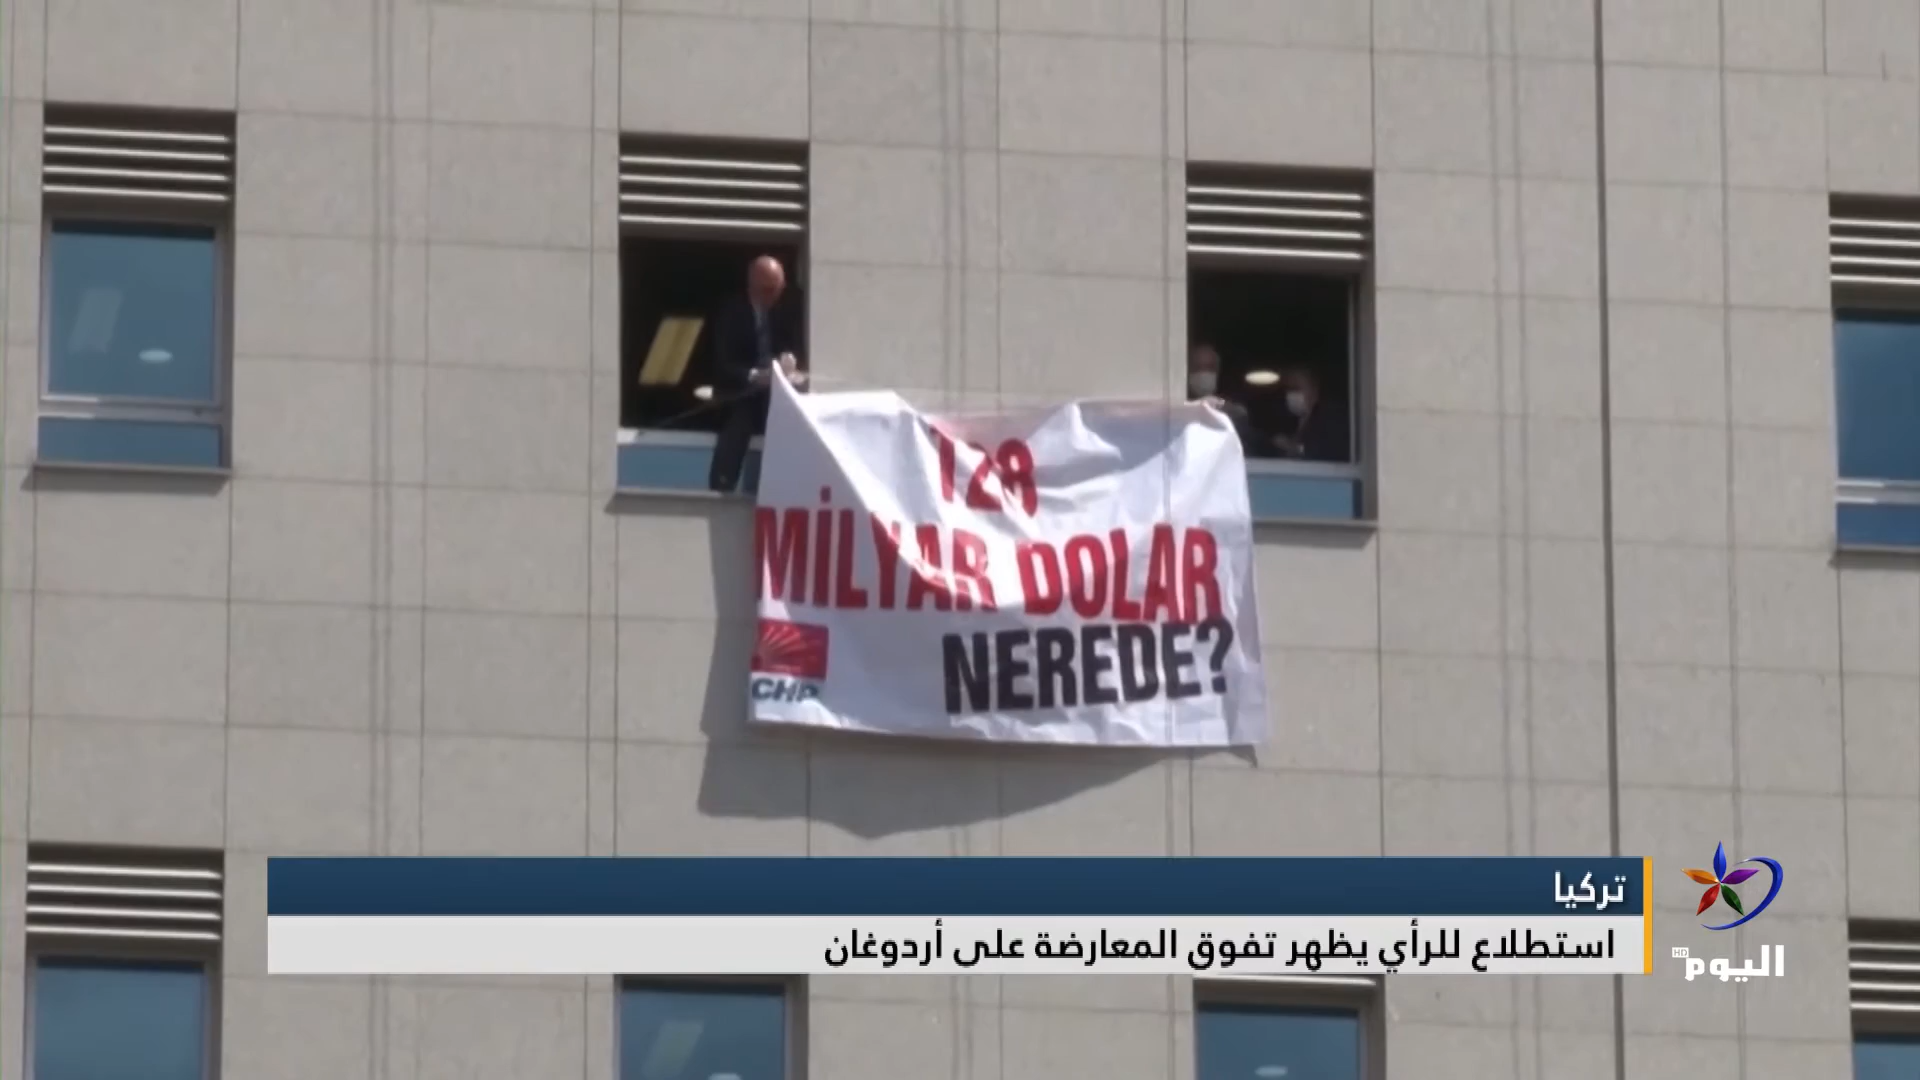 128
MİLYAR DOLAR
NEREDE?
CHP
تركيا
استطلاع للرأي يظهر تفوق المعارضة على أردوغان
اليوم HD